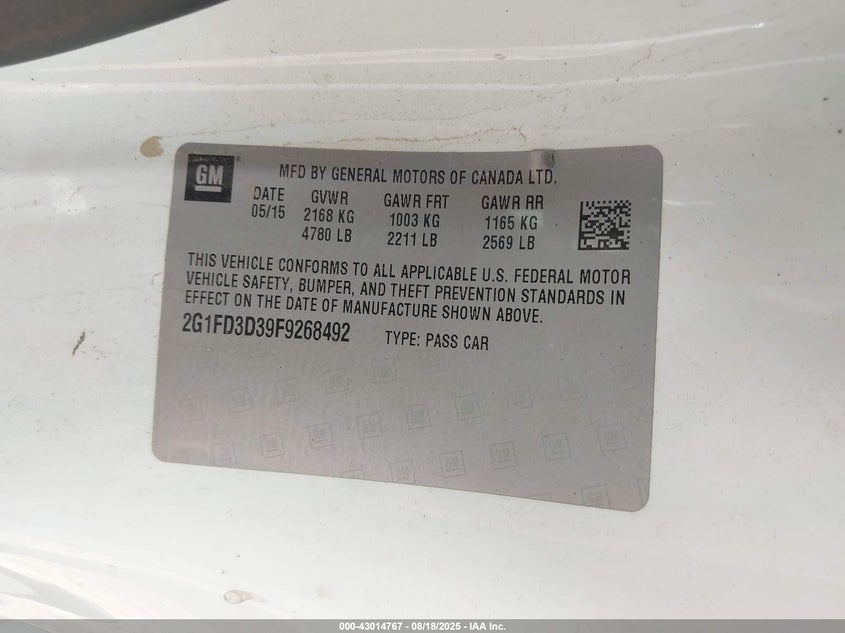 GM
MFD BY GENERAL MOTORS OF CANADA LTD.
DATE GVWR GAWR FRT GAWR RR
05/15 2168 KG 1003 KG 1165 KG
4780 LB 2211 LB 2569 LB
THIS VEHICLE CONFORMS TO ALL APPLICABLE U.S. FEDERAL MOTOR
VEHICLE SAFETY, BUMPER, AND THEFT PREVENTION STANDARDS IN
EFFECT ON THE DATE OF MANUFACTURE SHOWN ABOVE.
2G1FD3D39F9268492 TYPE: PASS CAR
000-43014767 - 08/18/2025 - IAA Inc.